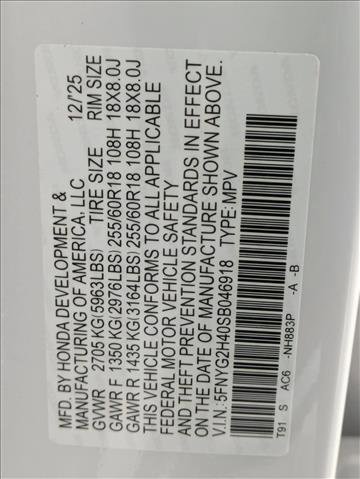 MFD. BY HONDA DEVELOPMENT & 12/'25
MANUFACTURING OF AMERICA, LLC
GVWR 2705 KG(5963LBS) TIRE SIZE RIM SIZE
GAWR F 1350 KG(2976LBS) 255/60R18 108H 18X8.0J
GAWR R 1435 KG(3164LBS) 255/60R18 108H 18X8.0J
THIS VEHICLE CONFORMS TO ALL APPLICABLE
FEDERAL MOTOR VEHICLE SAFETY
AND THEFT PREVENTION STANDARDS IN EFFECT
ON THE DATE OF MANUFACTURE SHOWN ABOVE.
V.I.N.: 5FNYG2H40SB046918 TYPE: MPV
T91 S AC6 -NH883P -A -B